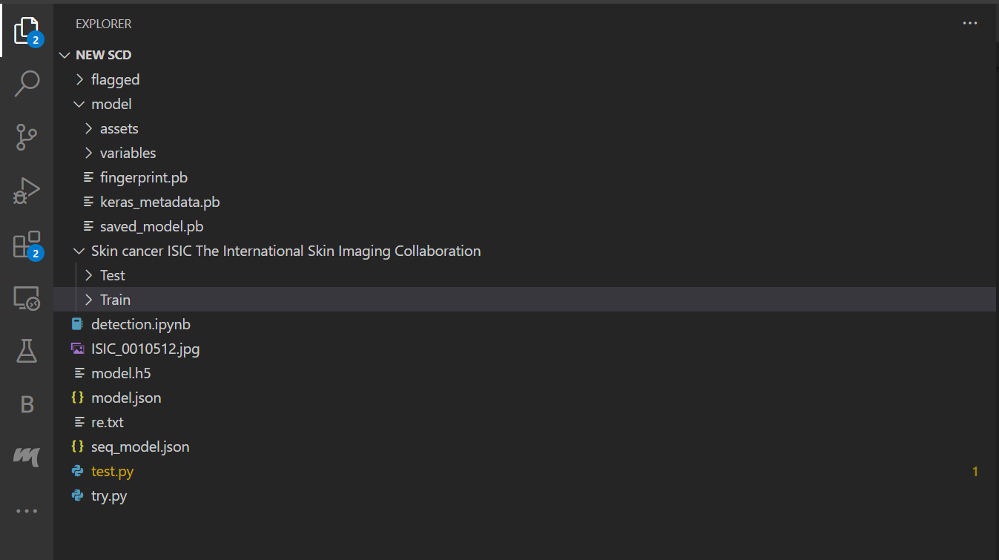 EXPLORER
2
NEW SCD
flagged
model
assets
variables
fingerprint.pb
keras_metadata.pb
saved_model.pb
2
Skin cancer ISIC The International Skin Imaging Collaboration
Test
Train
detection.ipynb
ISIC_0010512.jpg
model.h5
{} model.json
B
re.txt
{} seq_model.json
test.py 1
try.py